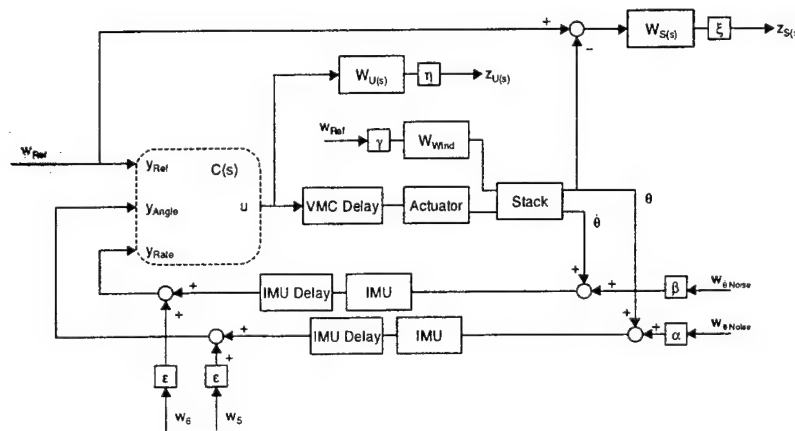 +
W_S(s)
ξ
z_S(s
−
W_U(s)
η
z_U(s)
w_Ref
γ
W_Wind
w_Ref
y_Ref
C(s)
y_Angle
u
VMC Delay
Actuator
Stack
θ
θ̇
y_Rate
+
+
IMU Delay
IMU
+
β
w_θ̇ Noise
+
+
+
IMU Delay
IMU
+
α
w_θ Noise
+
ε
ε
w_6
w_5